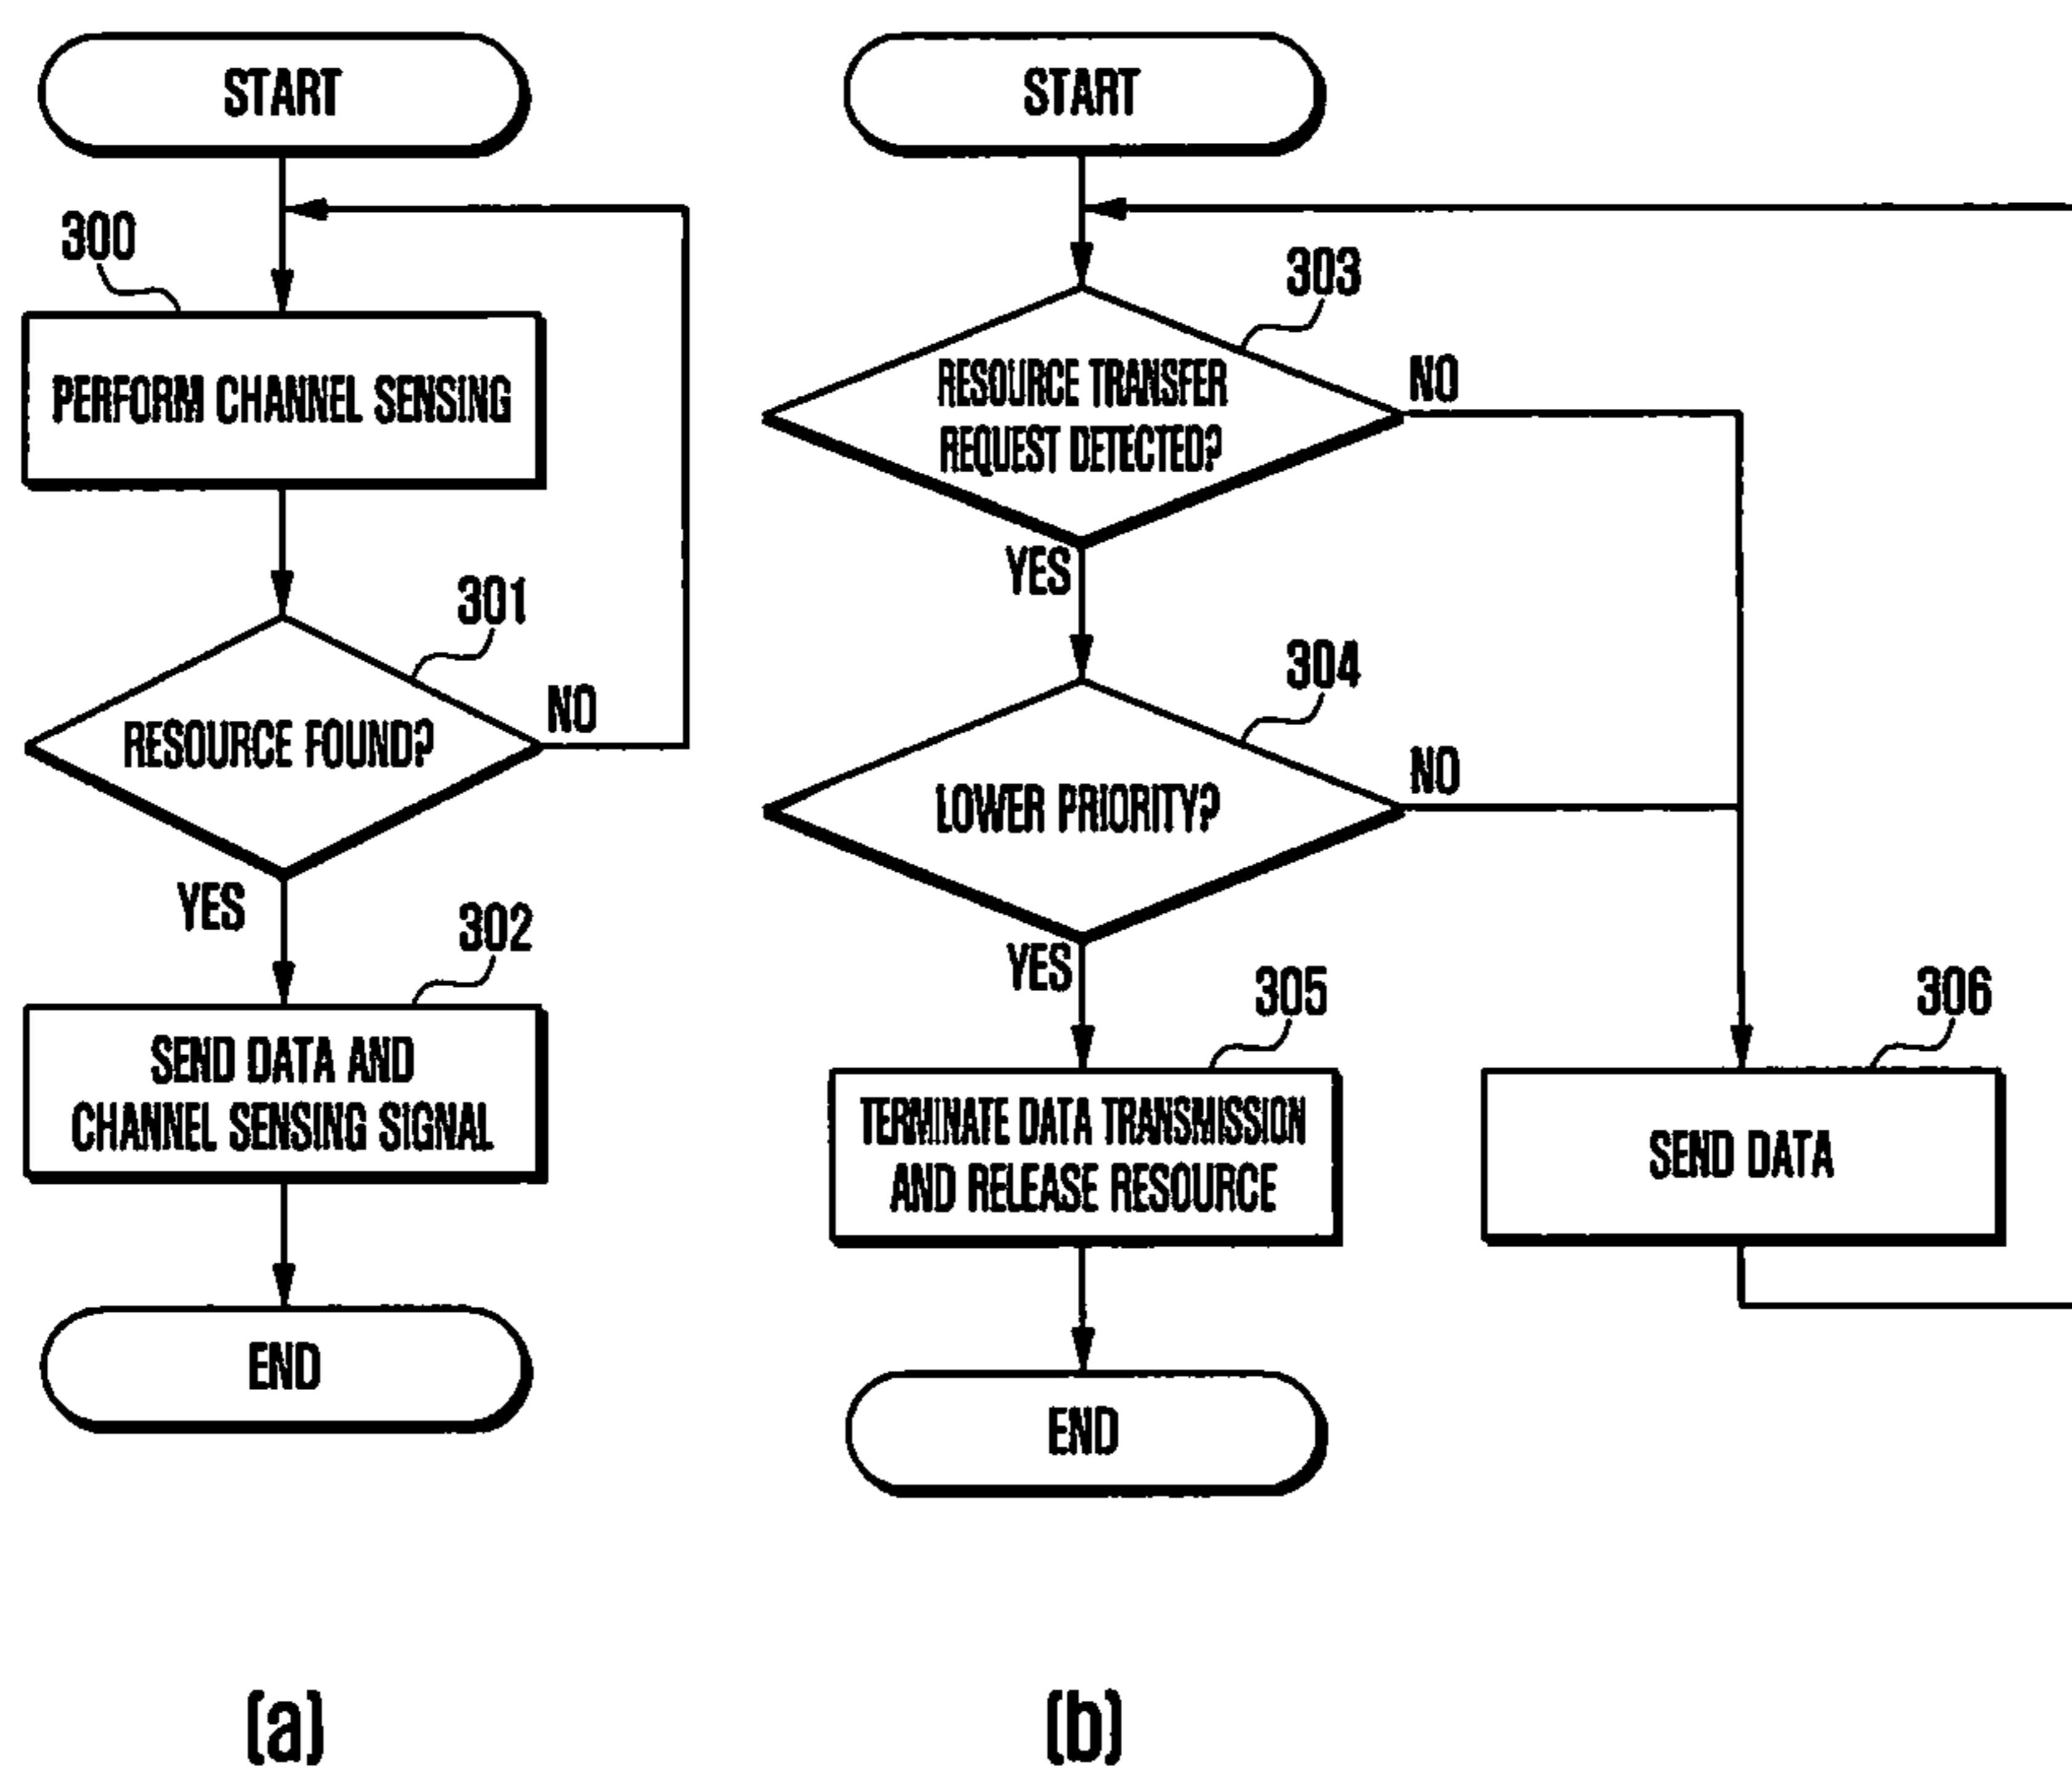 START
300
PERFORM CHANNEL SENSING
301
RESOURCE FOUND?
NO
YES
302
SEND DATA AND
CHANNEL SENSING SIGNAL
END
(a)
START
303
RESOURCE TRANSFER
REQUEST DETECTED?
NO
YES
304
LOWER PRIORITY?
NO
YES
305
TERMINATE DATA TRANSMISSION
AND RELEASE RESOURCE
306
SEND DATA
END
(b)